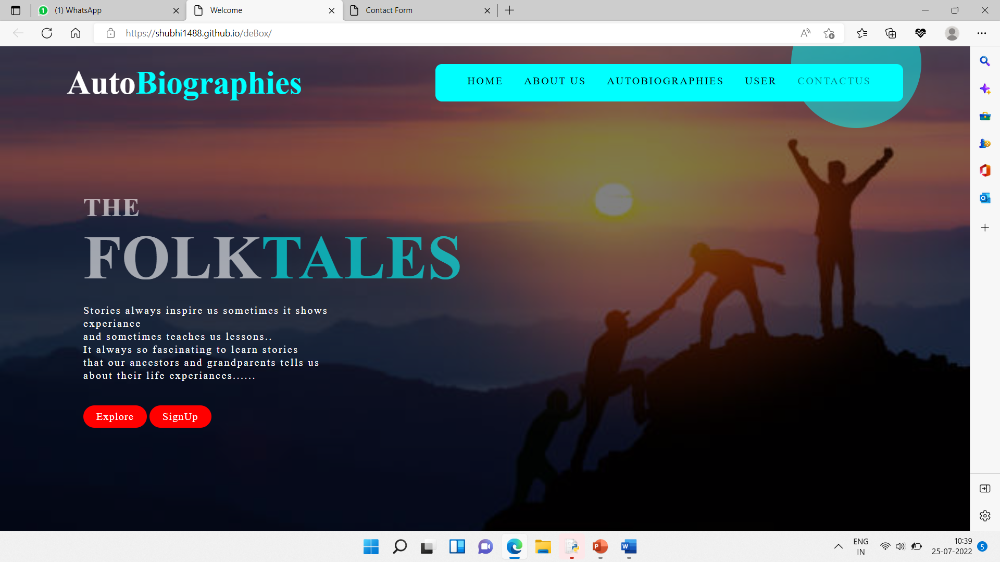 (1) WhatsApp
Welcome
Contact Form
https://shubhi1488.github.io/deBox/
AutoBiographies
HOME ABOUT US AUTOBIOGRAPHIES USER CONTACTUS
THE
FOLKTALES
Stories always inspire us sometimes it shows
experiance
and sometimes teaches us lessons..
It always so fascinating to learn stories
that our ancestors and grandparents tells us
about their life experiances......
Explore SignUp
ENG
IN
10:39
25-07-2022
5